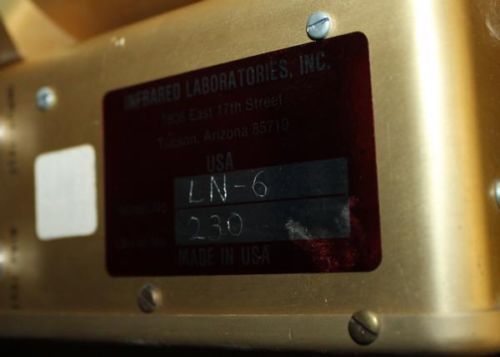 INFRARED LABORATORIES, INC.
1808 East 17th Street
Tucson, Arizona 85719
USA
LN-6
230
MADE IN USA